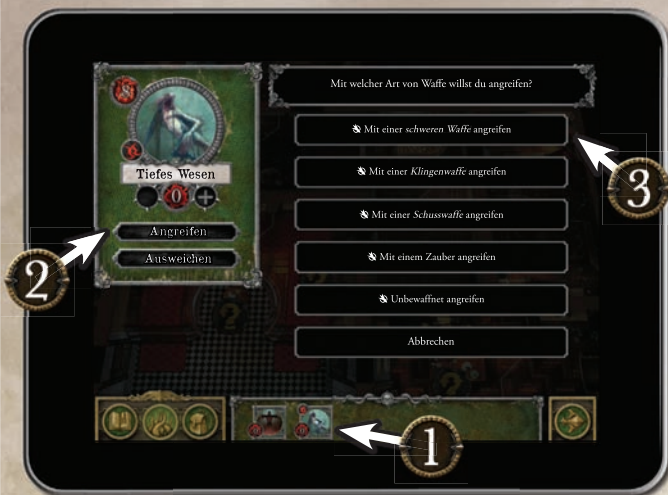 Mit welcher Art von Waffe willst du angreifen?
8
Tiefes Wesen
0
Angreifen
Ausweichen
Mit einer schweren Waffe angreifen
Mit einer Klingenwaffe angreifen
Mit einer Schusswaffe angreifen
Mit einem Zauber angreifen
Unbewaffnet angreifen
Abbrechen
1
2
3